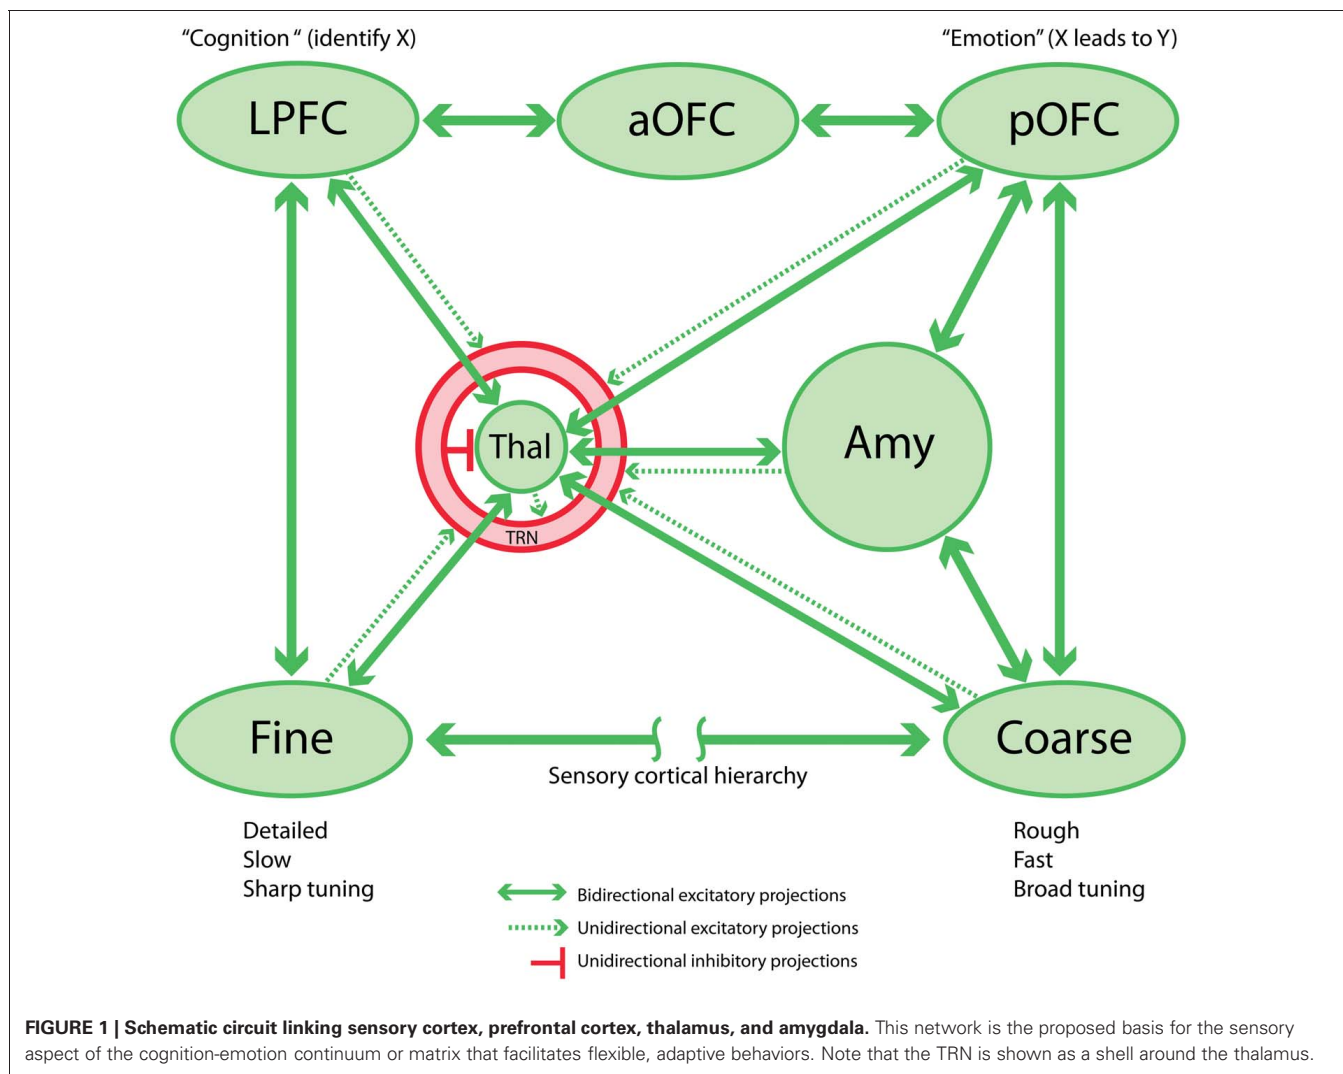 “Cognition “ (identify X)
“Emotion” (X leads to Y)
LPFC
aOFC
pOFC
Thal
Amy
TRN
Fine
Coarse
Sensory cortical hierarchy
Detailed
Slow
Sharp tuning
Rough
Fast
Broad tuning
Bidirectional excitatory projections
Unidirectional excitatory projections
Unidirectional inhibitory projections
FIGURE 1 | Schematic circuit linking sensory cortex, prefrontal cortex, thalamus, and amygdala. This network is the proposed basis for the sensory
aspect of the cognition-emotion continuum or matrix that facilitates flexible, adaptive behaviors. Note that the TRN is shown as a shell around the thalamus.